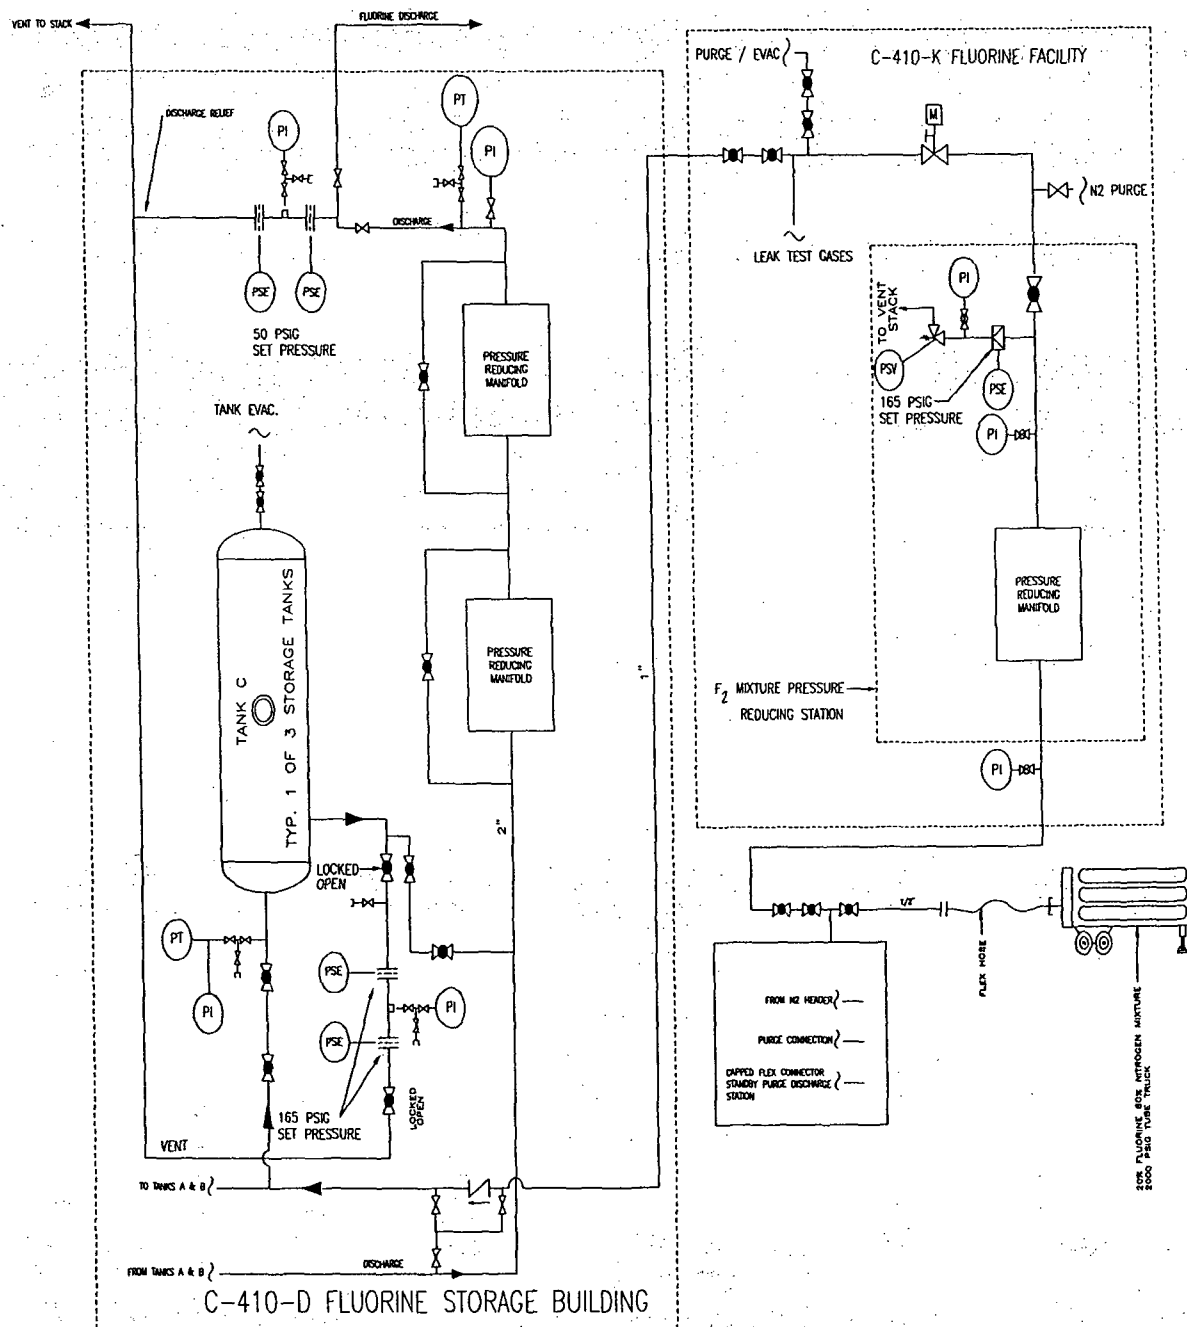 VENT TO STACK
FLUORINE DISCHARGE
DISCHARGE RELIEF
PI
PT
PI
DISCHARGE
PSE
PSE
50 PSIG
SET PRESSURE
PRESSURE
REDUCING
MANIFOLD
TANK EVAC.
TANK C
TYP. 1 OF 3 STORAGE TANKS
PRESSURE
REDUCING
MANIFOLD
2"
1"
LOCKED
OPEN
PT
PI
PSE
PI
PSE
165 PSIG
SET PRESSURE
LOCKED
OPEN
VENT
TO TANKS A & B
DISCHARGE
FROM TANKS A & B
C-410-D FLUORINE STORAGE BUILDING
PURGE / EVAC
C-410-K FLUORINE FACILITY
M
N2 PURGE
LEAK TEST GASES
TO VENT
STACK
PI
PSV
PSE
165 PSIG
SET PRESSURE
PI
PRESSURE
REDUCING
MANIFOLD
F2 MIXTURE PRESSURE
REDUCING STATION
PI
1/2"
FLEX HOSE
FROM N2 HEADER
PURGE CONNECTION
CAPPED FLEX CONNECTOR
STANDBY PURGE DISCHARGE
STATION
20% FLUORINE 80% NITROGEN MIXTURE
2000 PSIG TUBE TRUCK